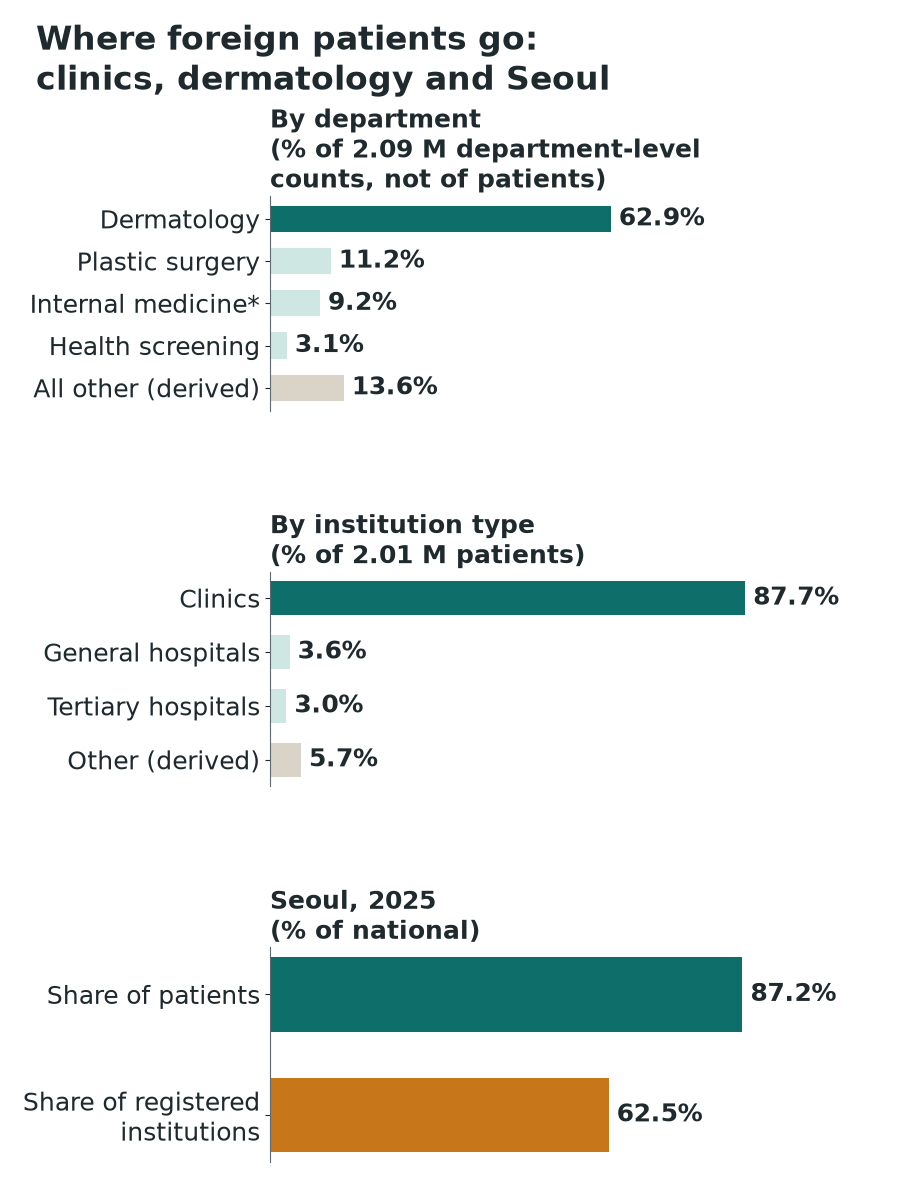 Where foreign patients go:
clinics, dermatology and Seoul
By department
(% of 2.09 M department-level
counts, not of patients)
Dermatology 62.9%
Plastic surgery 11.2%
Internal medicine* 9.2%
Health screening 3.1%
All other (derived) 13.6%
By institution type
(% of 2.01 M patients)
Clinics 87.7%
General hospitals 3.6%
Tertiary hospitals 3.0%
Other (derived) 5.7%
Seoul, 2025
(% of national)
Share of patients 87.2%
Share of registered
institutions 62.5%